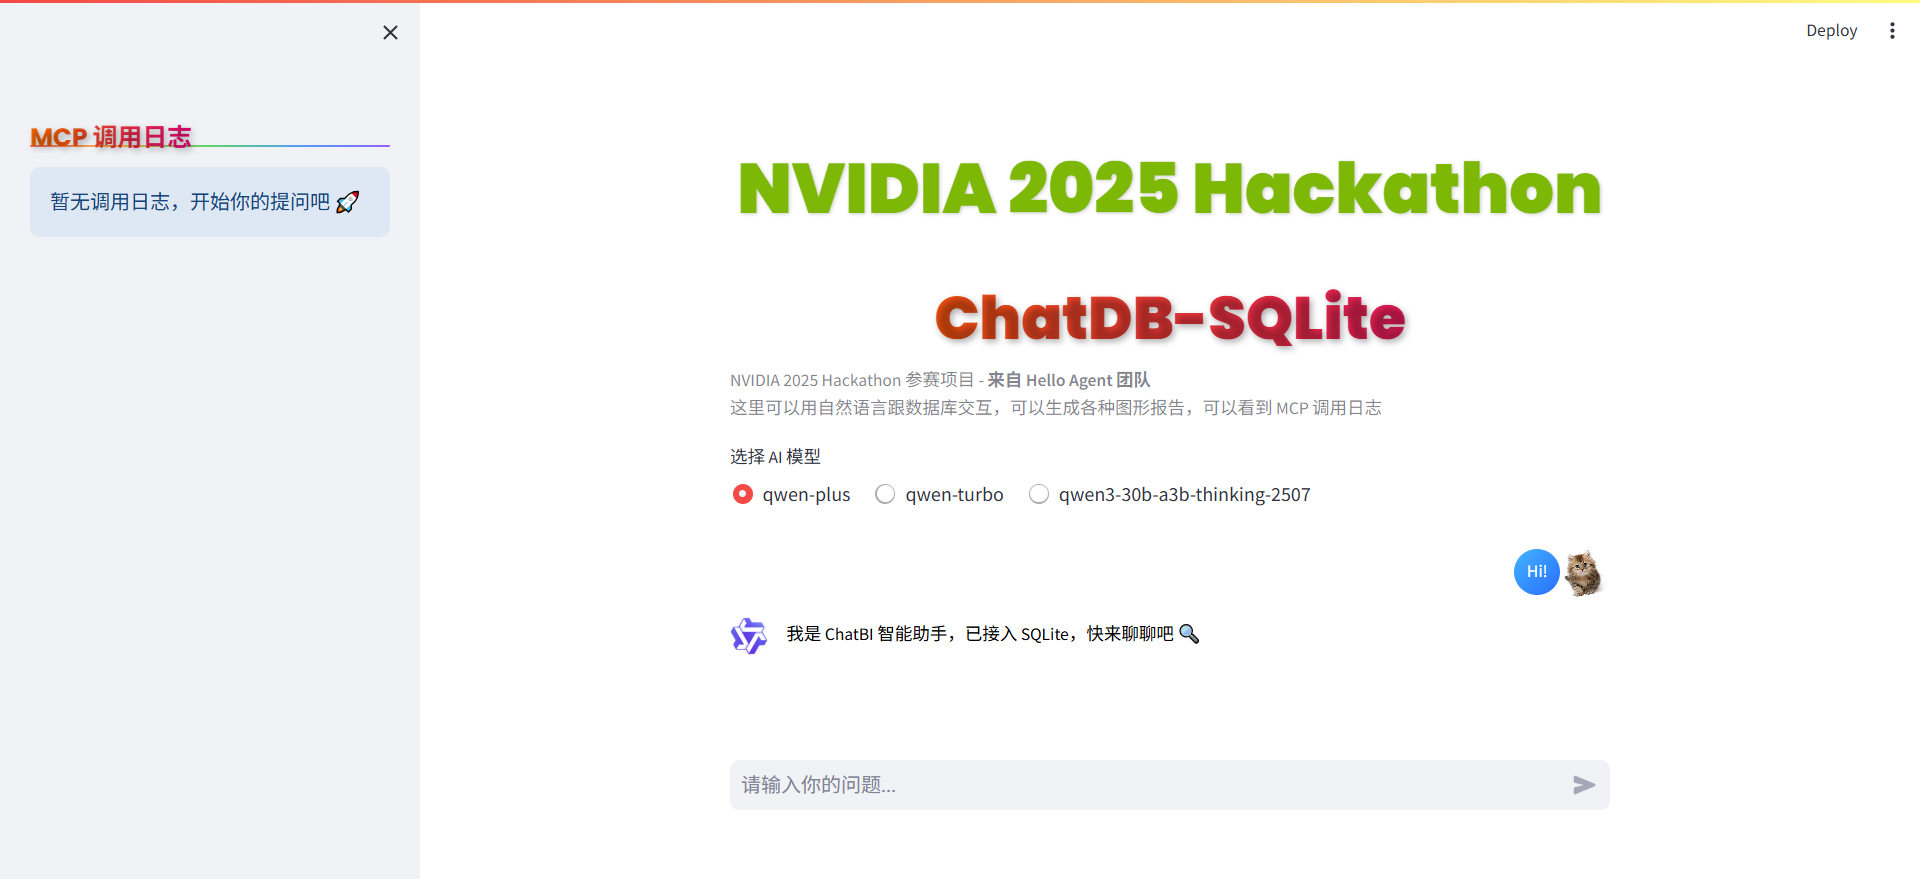 Deploy
MCP 调用日志
暂无调用日志，开始你的提问吧 🚀
NVIDIA 2025 Hackathon
ChatDB-SQLite
NVIDIA 2025 Hackathon 参赛项目 - 来自 Hello Agent 团队
这里可以用自然语言跟数据库交互，可以生成各种图形报告，可以看到 MCP 调用日志
选择 AI 模型
qwen-plus qwen-turbo qwen3-30b-a3b-thinking-2507
Hi!
我是 ChatBI 智能助手，已接入 SQLite，快来聊聊吧 🔍
请输入你的问题...